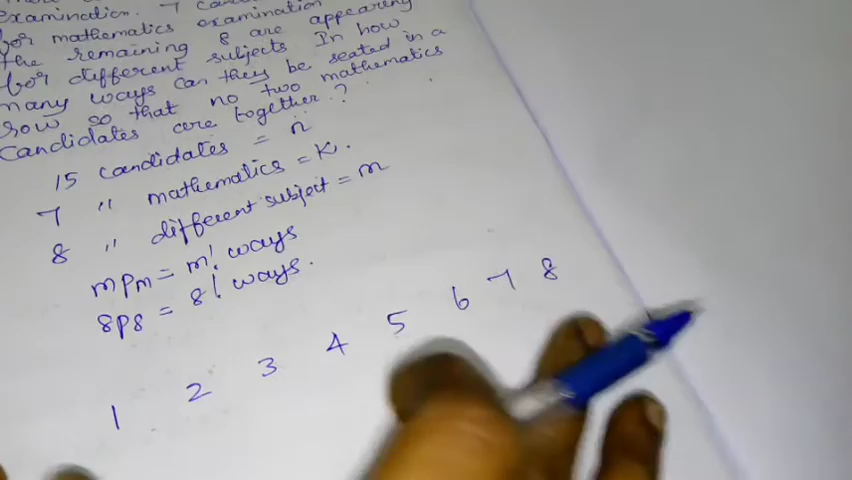 examination. 7
for mathematics examination
the remaining 8 are appearing
for different subjects In how
many ways can they be seated in a
row so that no two mathematics
Candidates are together?
15 candidates = n
7 " mathematics = K.
8 " different subject = m
mPm = m! ways
8P8 = 8! ways.
1 2 3 4 5 6 7 8